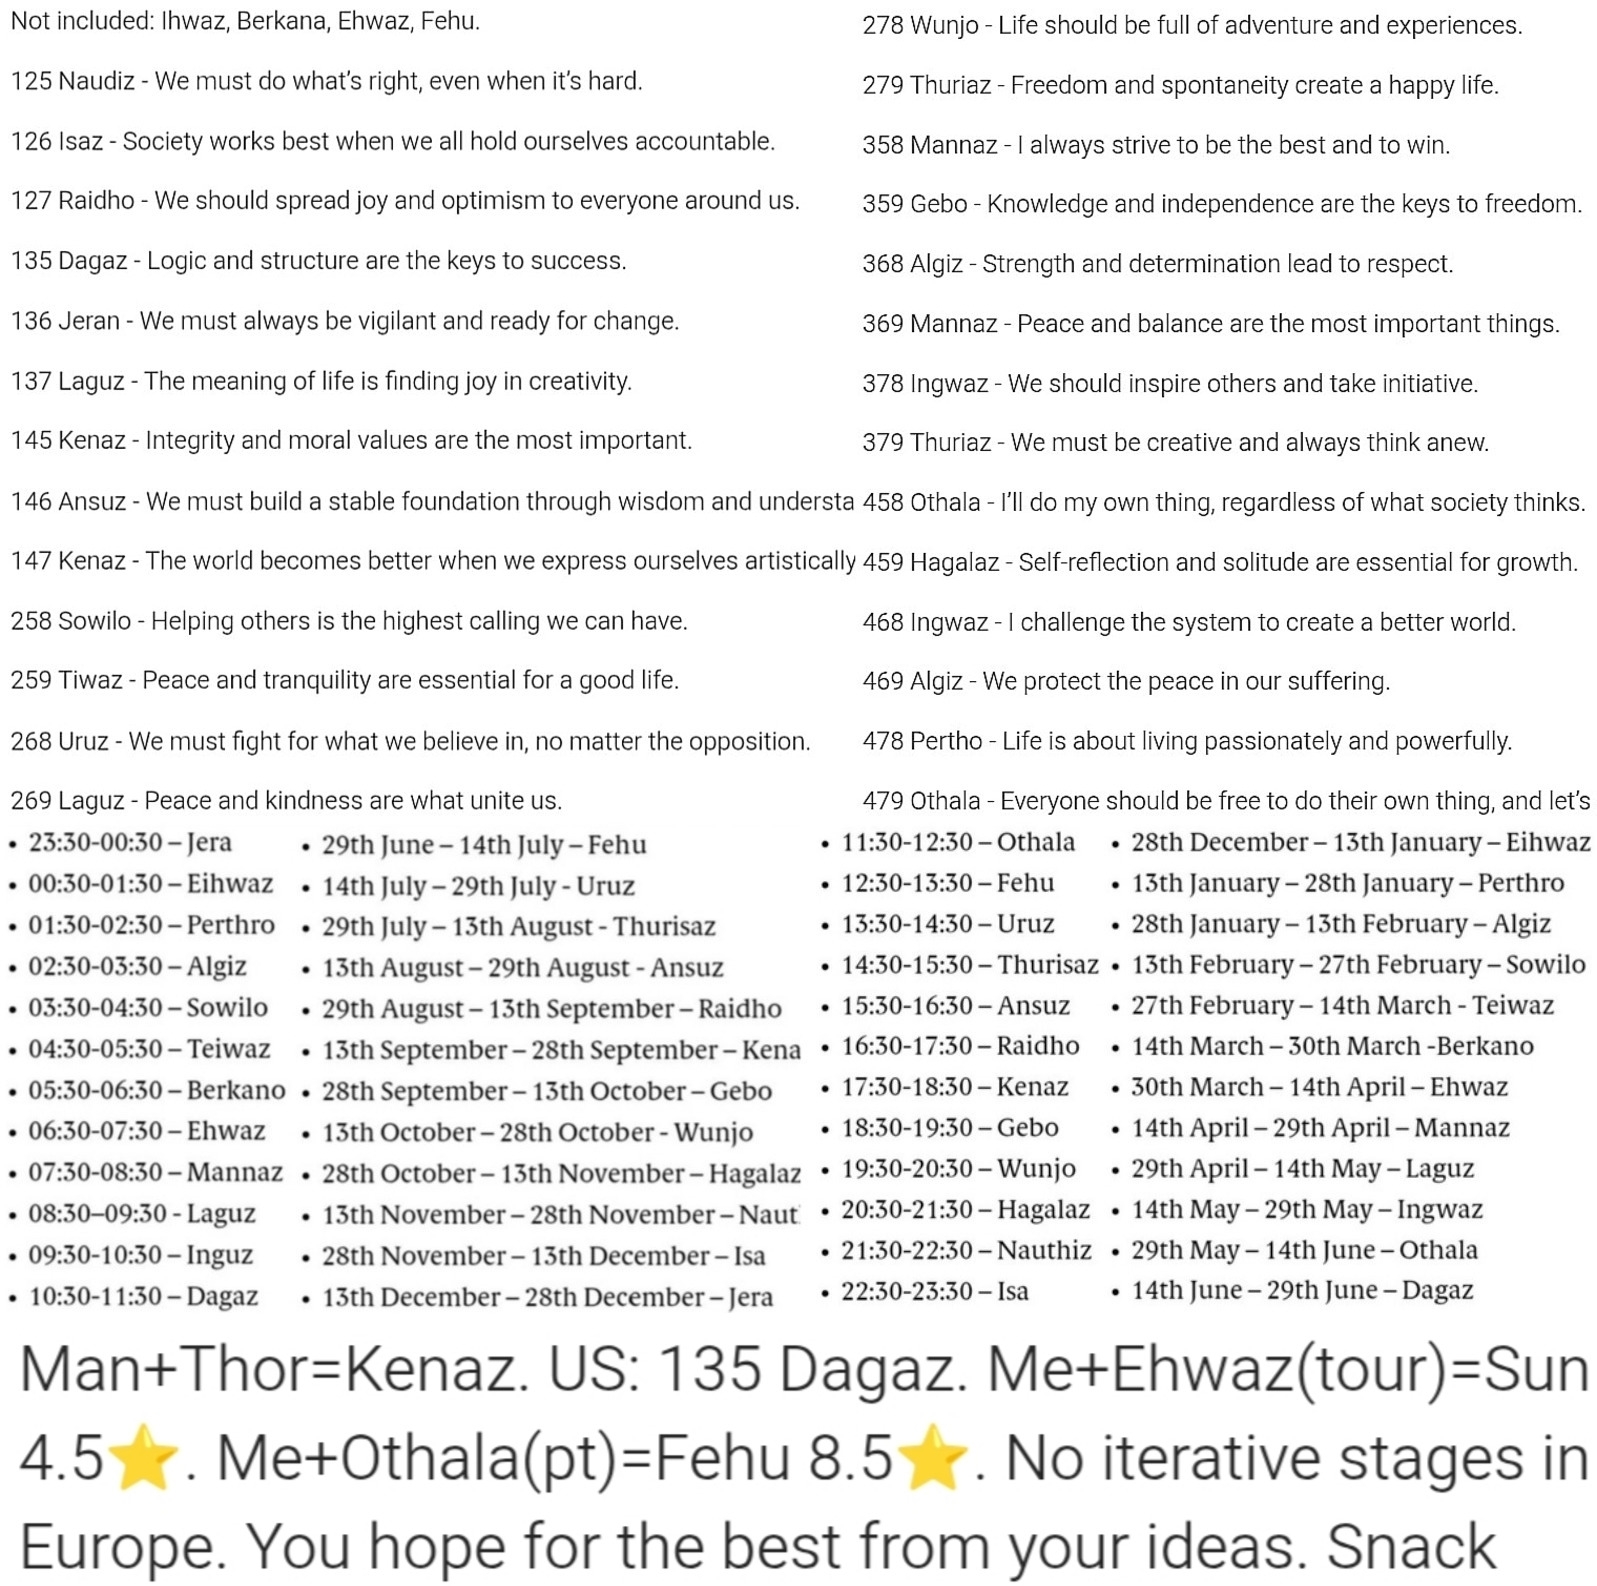 Not included: Ihwaz, Berkana, Ehwaz, Fehu.
125 Naudiz - We must do what's right, even when it's hard.
126 Isaz - Society works best when we all hold ourselves accountable.
127 Raidho - We should spread joy and optimism to everyone around us.
135 Dagaz - Logic and structure are the keys to success.
136 Jeran - We must always be vigilant and ready for change.
137 Laguz - The meaning of life is finding joy in creativity.
145 Kenaz - Integrity and moral values are the most important.
146 Ansuz - We must build a stable foundation through wisdom and understa
147 Kenaz - The world becomes better when we express ourselves artistically
258 Sowilo - Helping others is the highest calling we can have.
259 Tiwaz - Peace and tranquility are essential for a good life.
268 Uruz - We must fight for what we believe in, no matter the opposition.
269 Laguz - Peace and kindness are what unite us.
278 Wunjo - Life should be full of adventure and experiences.
279 Thuriaz - Freedom and spontaneity create a happy life.
358 Mannaz - I always strive to be the best and to win.
359 Gebo - Knowledge and independence are the keys to freedom.
368 Algiz - Strength and determination lead to respect.
369 Mannaz - Peace and balance are the most important things.
378 Ingwaz - We should inspire others and take initiative.
379 Thuriaz - We must be creative and always think anew.
458 Othala - I'll do my own thing, regardless of what society thinks.
459 Hagalaz - Self-reflection and solitude are essential for growth.
468 Ingwaz - I challenge the system to create a better world.
469 Algiz - We protect the peace in our suffering.
478 Pertho - Life is about living passionately and powerfully.
479 Othala - Everyone should be free to do their own thing, and let's
• 23:30-00:30 – Jera
• 00:30-01:30 – Eihwaz
• 01:30-02:30 – Perthro
• 02:30-03:30 – Algiz
• 03:30-04:30 – Sowilo
• 04:30-05:30 – Teiwaz
• 05:30-06:30 – Berkano
• 06:30-07:30 – Ehwaz
• 07:30-08:30 – Mannaz
• 08:30–09:30 - Laguz
• 09:30-10:30 – Inguz
• 10:30-11:30 – Dagaz
• 29th June – 14th July – Fehu
• 14th July – 29th July - Uruz
• 29th July – 13th August - Thurisaz
• 13th August – 29th August - Ansuz
• 29th August – 13th September – Raidho
• 13th September – 28th September – Kena
• 28th September – 13th October – Gebo
• 13th October – 28th October - Wunjo
• 28th October – 13th November – Hagalaz
• 13th November – 28th November – Naut
• 28th November – 13th December – Isa
• 13th December – 28th December – Jera
• 11:30-12:30 – Othala
• 12:30-13:30 – Fehu
• 13:30-14:30 – Uruz
• 14:30-15:30 – Thurisaz
• 15:30-16:30 – Ansuz
• 16:30-17:30 – Raidho
• 17:30-18:30 – Kenaz
• 18:30-19:30 – Gebo
• 19:30-20:30 – Wunjo
• 20:30-21:30 – Hagalaz
• 21:30-22:30 – Nauthiz
• 22:30-23:30 – Isa
• 28th December – 13th January – Eihwaz
• 13th January – 28th January – Perthro
• 28th January – 13th February – Algiz
• 13th February – 27th February – Sowilo
• 27th February – 14th March - Teiwaz
• 14th March – 30th March -Berkano
• 30th March – 14th April – Ehwaz
• 14th April – 29th April – Mannaz
• 29th April – 14th May – Laguz
• 14th May – 29th May – Ingwaz
• 29th May – 14th June – Othala
• 14th June – 29th June – Dagaz
Man+Thor=Kenaz. US: 135 Dagaz. Me+Ehwaz(tour)=Sun
4.5⭐. Me+Othala(pt)=Fehu 8.5⭐. No iterative stages in
Europe. You hope for the best from your ideas. Snack